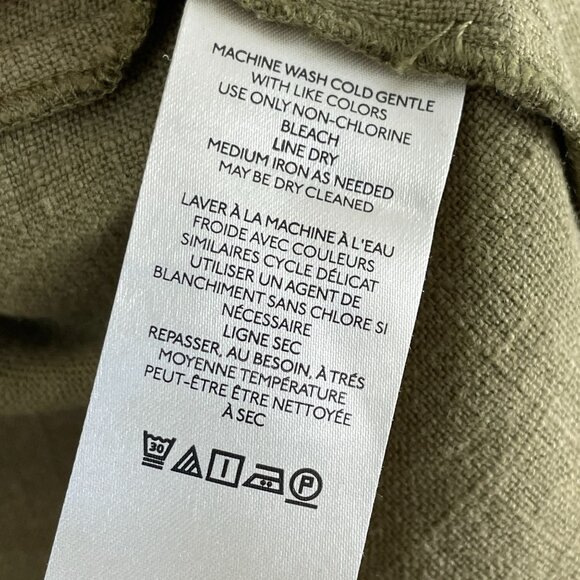 MACHINE WASH COLD GENTLE
WITH LIKE COLORS
USE ONLY NON-CHLORINE
BLEACH
LINE DRY
MEDIUM IRON AS NEEDED
MAY BE DRY CLEANED
LAVER À LA MACHINE À L'EAU
FROIDE AVEC COULEURS
SIMILAIRES CYCLE DÉLICAT
UTILISER UN AGENT DE
BLANCHIMENT SANS CHLORE SI
NÉCESSAIRE
LIGNE SEC
REPASSER, AU BESOIN, À TRÉS
MOYENNE TEMPÉRATURE
PEUT-ÊTRE ÊTRE NETTOYÉE
À SEC
30 P